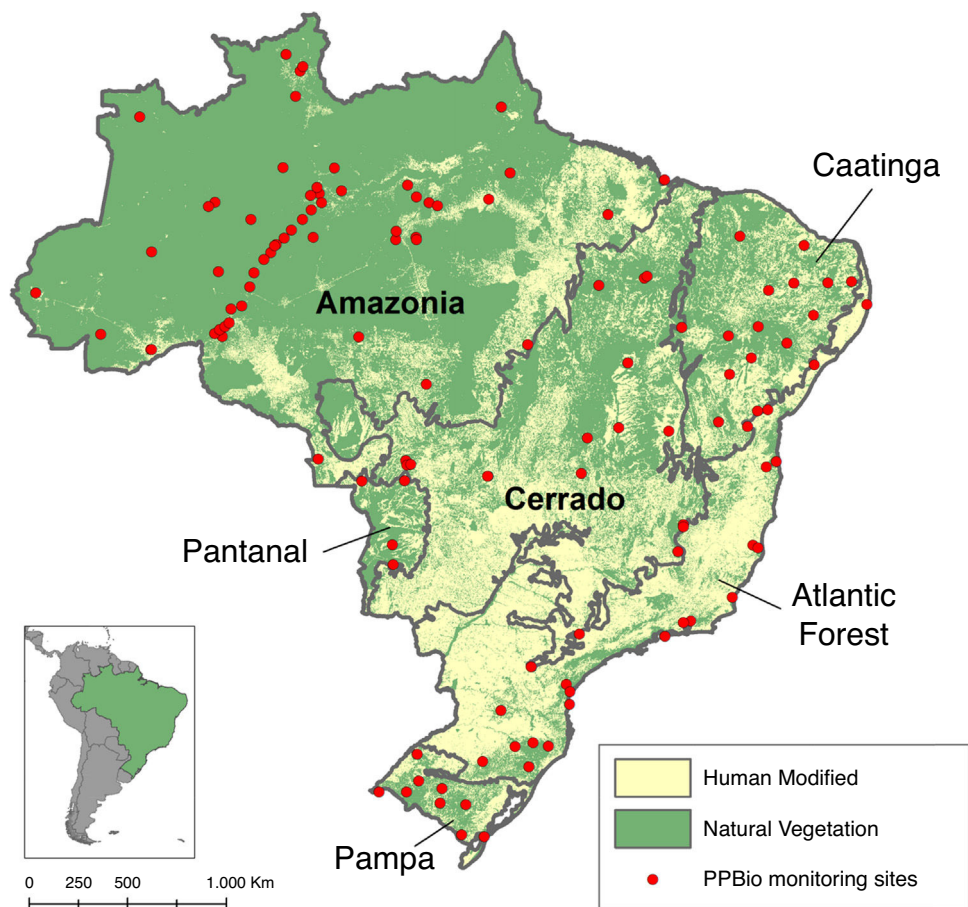 Caatinga
Amazonia
Cerrado
Pantanal
Atlantic
Forest
Pampa
Human Modified
Natural Vegetation
PPBio monitoring sites
0 250 500 1.000 Km